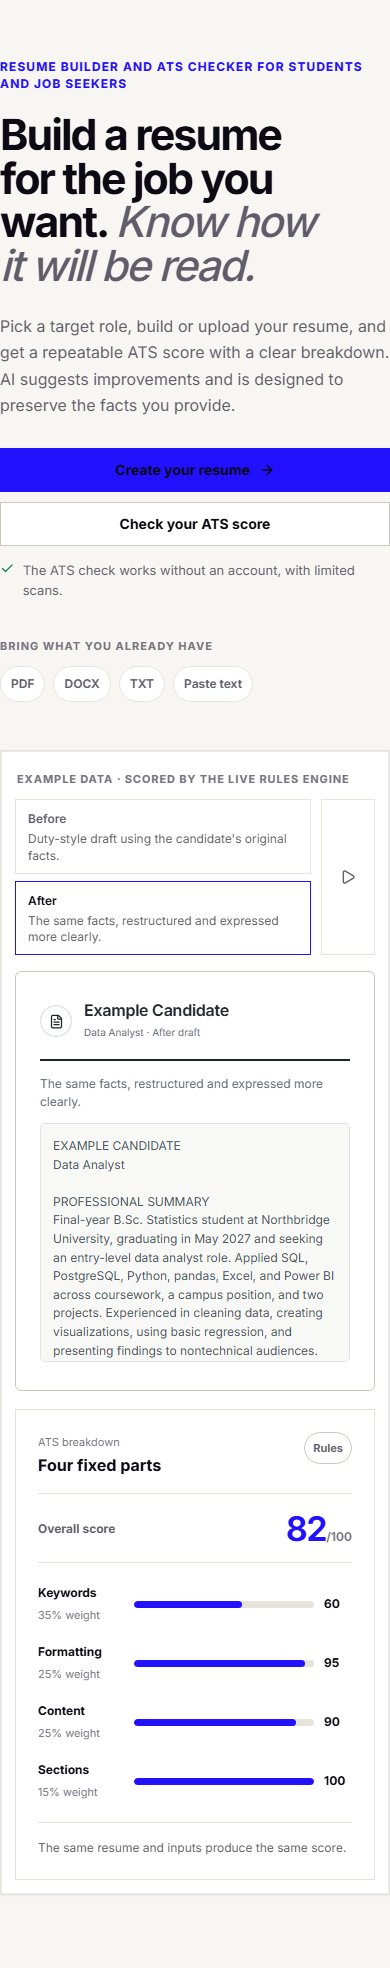 RESUME BUILDER AND ATS CHECKER FOR STUDENTS
AND JOB SEEKERS
Build a resume
for the job you
want. Know how
it will be read.
Pick a target role, build or upload your resume, and
get a repeatable ATS score with a clear breakdown.
AI suggests improvements and is designed to
preserve the facts you provide.
Create your resume
Check your ATS score
The ATS check works without an account, with limited
scans.
BRING WHAT YOU ALREADY HAVE
PDF DOCX TXT Paste text
EXAMPLE DATA · SCORED BY THE LIVE RULES ENGINE
Before
Duty-style draft using the candidate's original
facts.
After
The same facts, restructured and expressed
more clearly.
Example Candidate
Data Analyst · After draft
The same facts, restructured and expressed more
clearly.
EXAMPLE CANDIDATE
Data Analyst
PROFESSIONAL SUMMARY
Final-year B.Sc. Statistics student at Northbridge
University, graduating in May 2027 and seeking
an entry-level data analyst role. Applied SQL,
PostgreSQL, Python, pandas, Excel, and Power BI
across coursework, a campus position, and two
projects. Experienced in cleaning data, creating
visualizations, using basic regression, and
presenting findings to nontechnical audiences.
ATS breakdown
Four fixed parts
Rules
Overall score
82/100
Keywords
35% weight
60
Formatting
25% weight
95
Content
25% weight
90
Sections
15% weight
100
The same resume and inputs produce the same score.